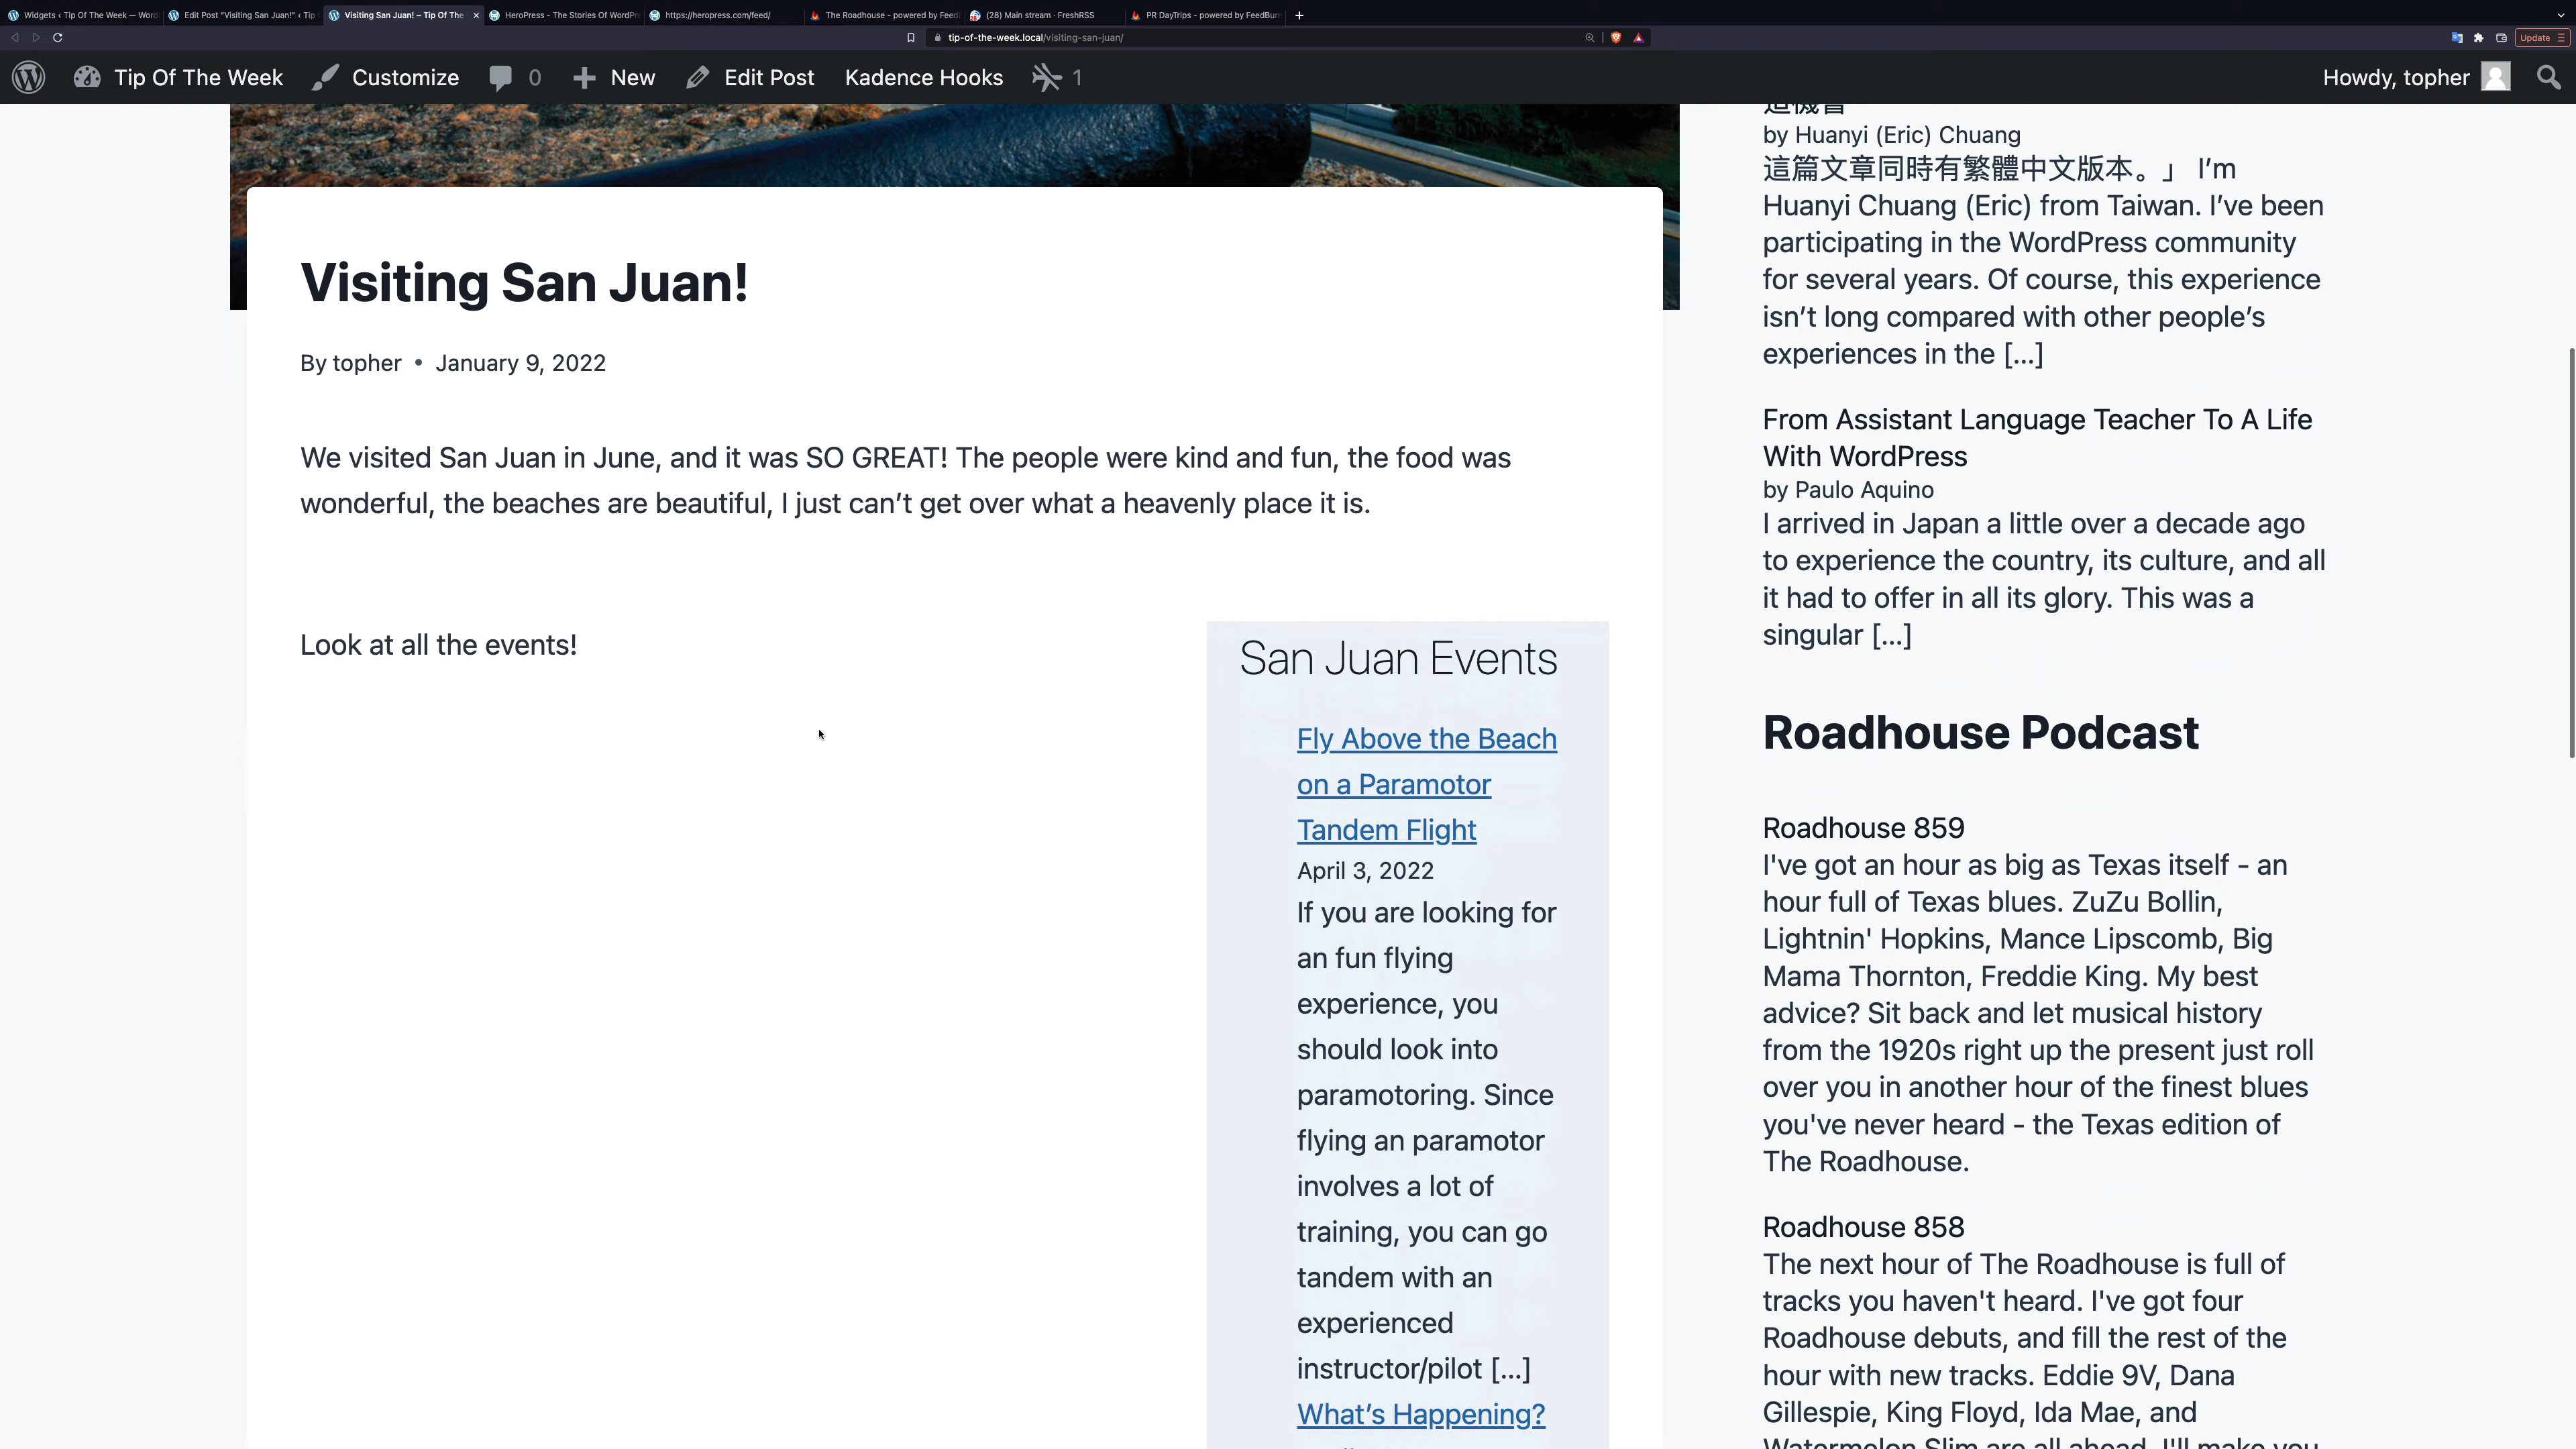 Widgets ‹ Tip Of The Week — Word
Edit Post “Visiting San Juan!” ‹ Tip
Visiting San Juan! – Tip Of The
HeroPress - The Stories Of WordPr
https://heropress.com/feed/
The Roadhouse - powered by Feed
(28) Main stream · FreshRSS
PR DayTrips - powered by FeedBurn
tip-of-the-week.local/visiting-san-juan/
Update
Tip Of The Week
Customize
0
New
Edit Post
Kadence Hooks
1
Howdy, topher
Visiting San Juan!
By topher • January 9, 2022
We visited San Juan in June, and it was SO GREAT! The people were kind and fun, the food was
wonderful, the beaches are beautiful, I just can’t get over what a heavenly place it is.
Look at all the events!
San Juan Events
Fly Above the Beach
on a Paramotor
Tandem Flight
April 3, 2022
If you are looking for
an fun flying
experience, you
should look into
paramotoring. Since
flying an paramotor
involves a lot of
training, you can go
tandem with an
experienced
instructor/pilot […]
What’s Happening?
by Huanyi (Eric) Chuang
這篇文章同時有繁體中文版本。」 I’m
Huanyi Chuang (Eric) from Taiwan. I’ve been
participating in the WordPress community
for several years. Of course, this experience
isn’t long compared with other people’s
experiences in the […]
From Assistant Language Teacher To A Life
With WordPress
by Paulo Aquino
I arrived in Japan a little over a decade ago
to experience the country, its culture, and all
it had to offer in all its glory. This was a
singular […]
Roadhouse Podcast
Roadhouse 859
I've got an hour as big as Texas itself - an
hour full of Texas blues. ZuZu Bollin,
Lightnin' Hopkins, Mance Lipscomb, Big
Mama Thornton, Freddie King. My best
advice? Sit back and let musical history
from the 1920s right up the present just roll
over you in another hour of the finest blues
you've never heard - the Texas edition of
The Roadhouse.
Roadhouse 858
The next hour of The Roadhouse is full of
tracks you haven't heard. I've got four
Roadhouse debuts, and fill the rest of the
hour with new tracks. Eddie 9V, Dana
Gillespie, King Floyd, Ida Mae, and
Watermelon Slim are all ahead. I'll make you